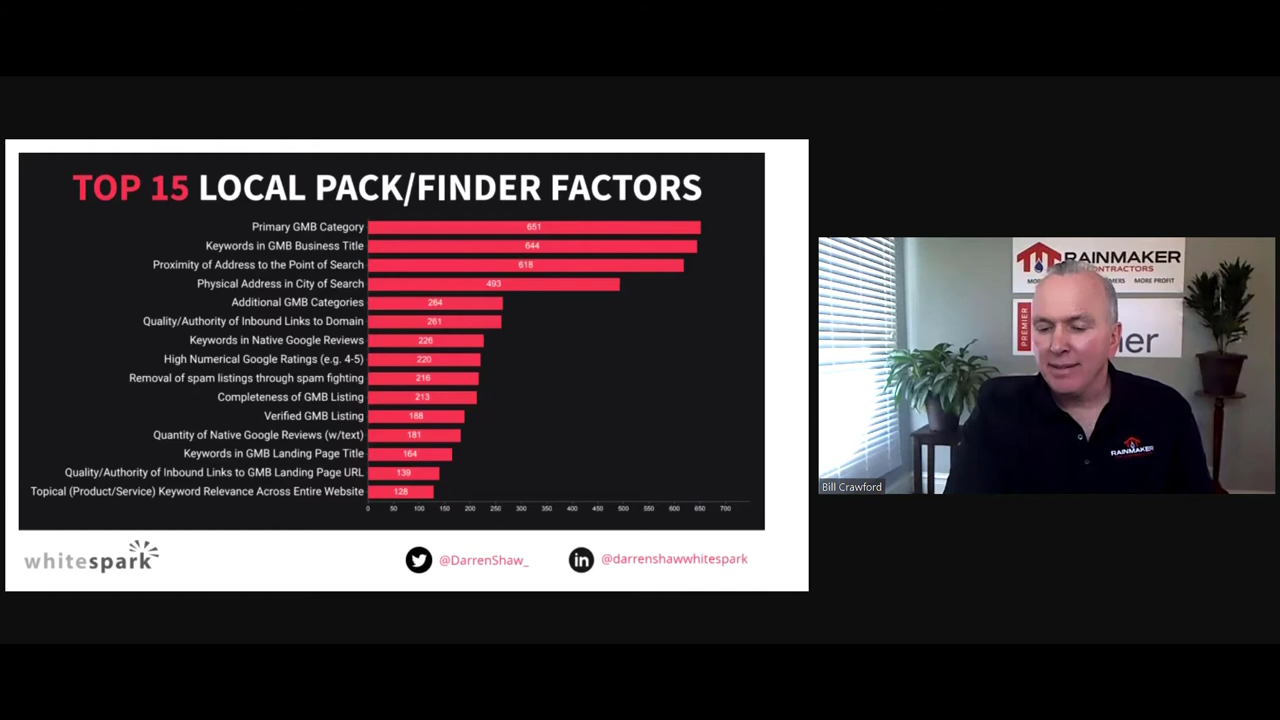 TOP 15 LOCAL PACK/FINDER FACTORS
Primary GMB Category 651
Keywords in GMB Business Title 644
Proximity of Address to the Point of Search 618
Physical Address in City of Search 493
Additional GMB Categories 264
Quality/Authority of Inbound Links to Domain 261
Keywords in Native Google Reviews 226
High Numerical Google Ratings (e.g. 4-5) 220
Removal of spam listings through spam fighting 216
Completeness of GMB Listing 213
Verified GMB Listing 188
Quantity of Native Google Reviews (w/text) 181
Keywords in GMB Landing Page Title 164
Quality/Authority of Inbound Links to GMB Landing Page URL 139
Topical (Product/Service) Keyword Relevance Across Entire Website 128
0 50 100 150 200 250 300 350 400 450 500 550 600 650 700
whitespark
@DarrenShaw_
in @darrenshawwhitespark
RAINMAKER
MORE PROFIT
PREMIER
RAINMAKER
Bill Crawford